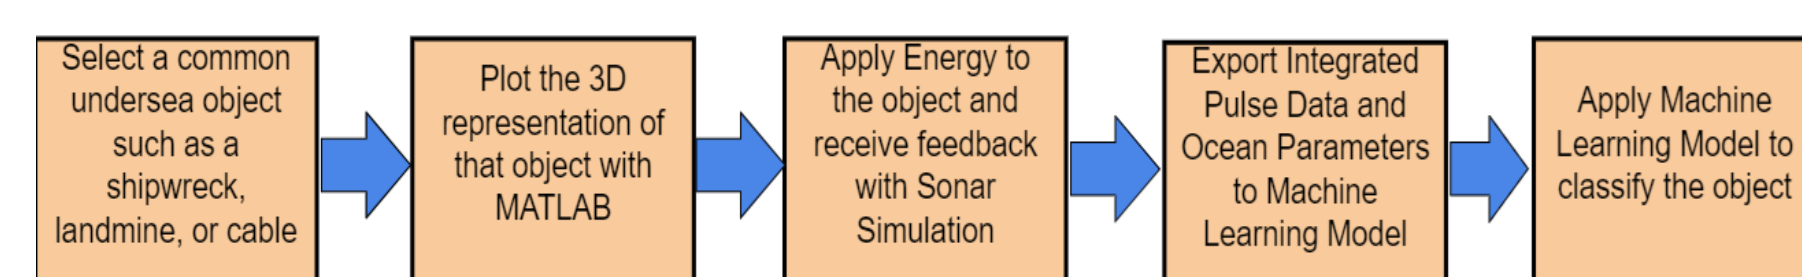 Select a common
undersea object
such as a
shipwreck,
landmine, or cable
Plot the 3D
representation of
that object with
MATLAB
Apply Energy to
the object and
receive feedback
with Sonar
Simulation
Export Integrated
Pulse Data and
Ocean Parameters
to Machine
Learning Model
Apply Machine
Learning Model to
classify the object